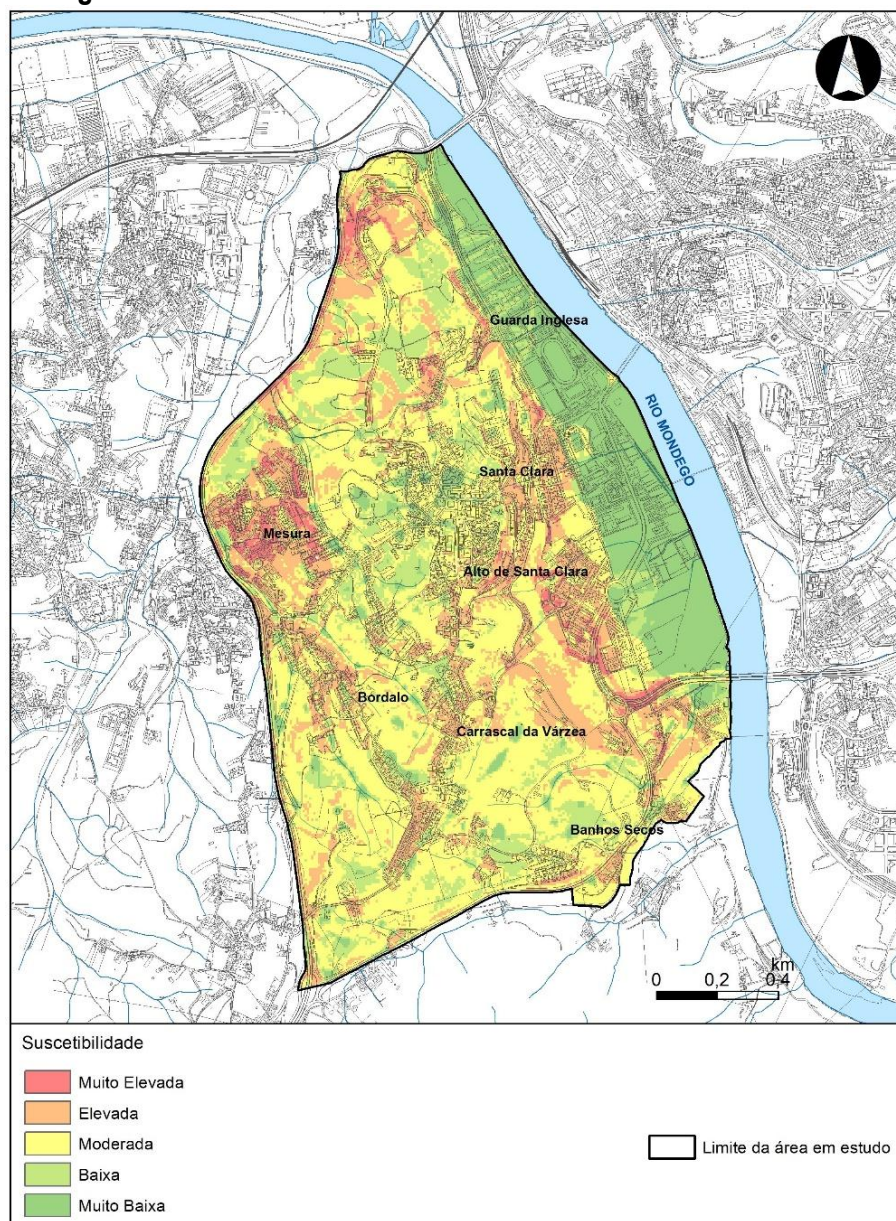 Guarda Inglesa
RIO MONDEGO
Santa Clara
Mesura
Alto de Santa Clara
Bordalo
Carrascal da Várzea
Banhos Secos
km
0 0,2 0,4
Suscetibilidade
Muito Elevada
Elevada
Moderada
Baixa
Muito Baixa
Limite da área em estudo